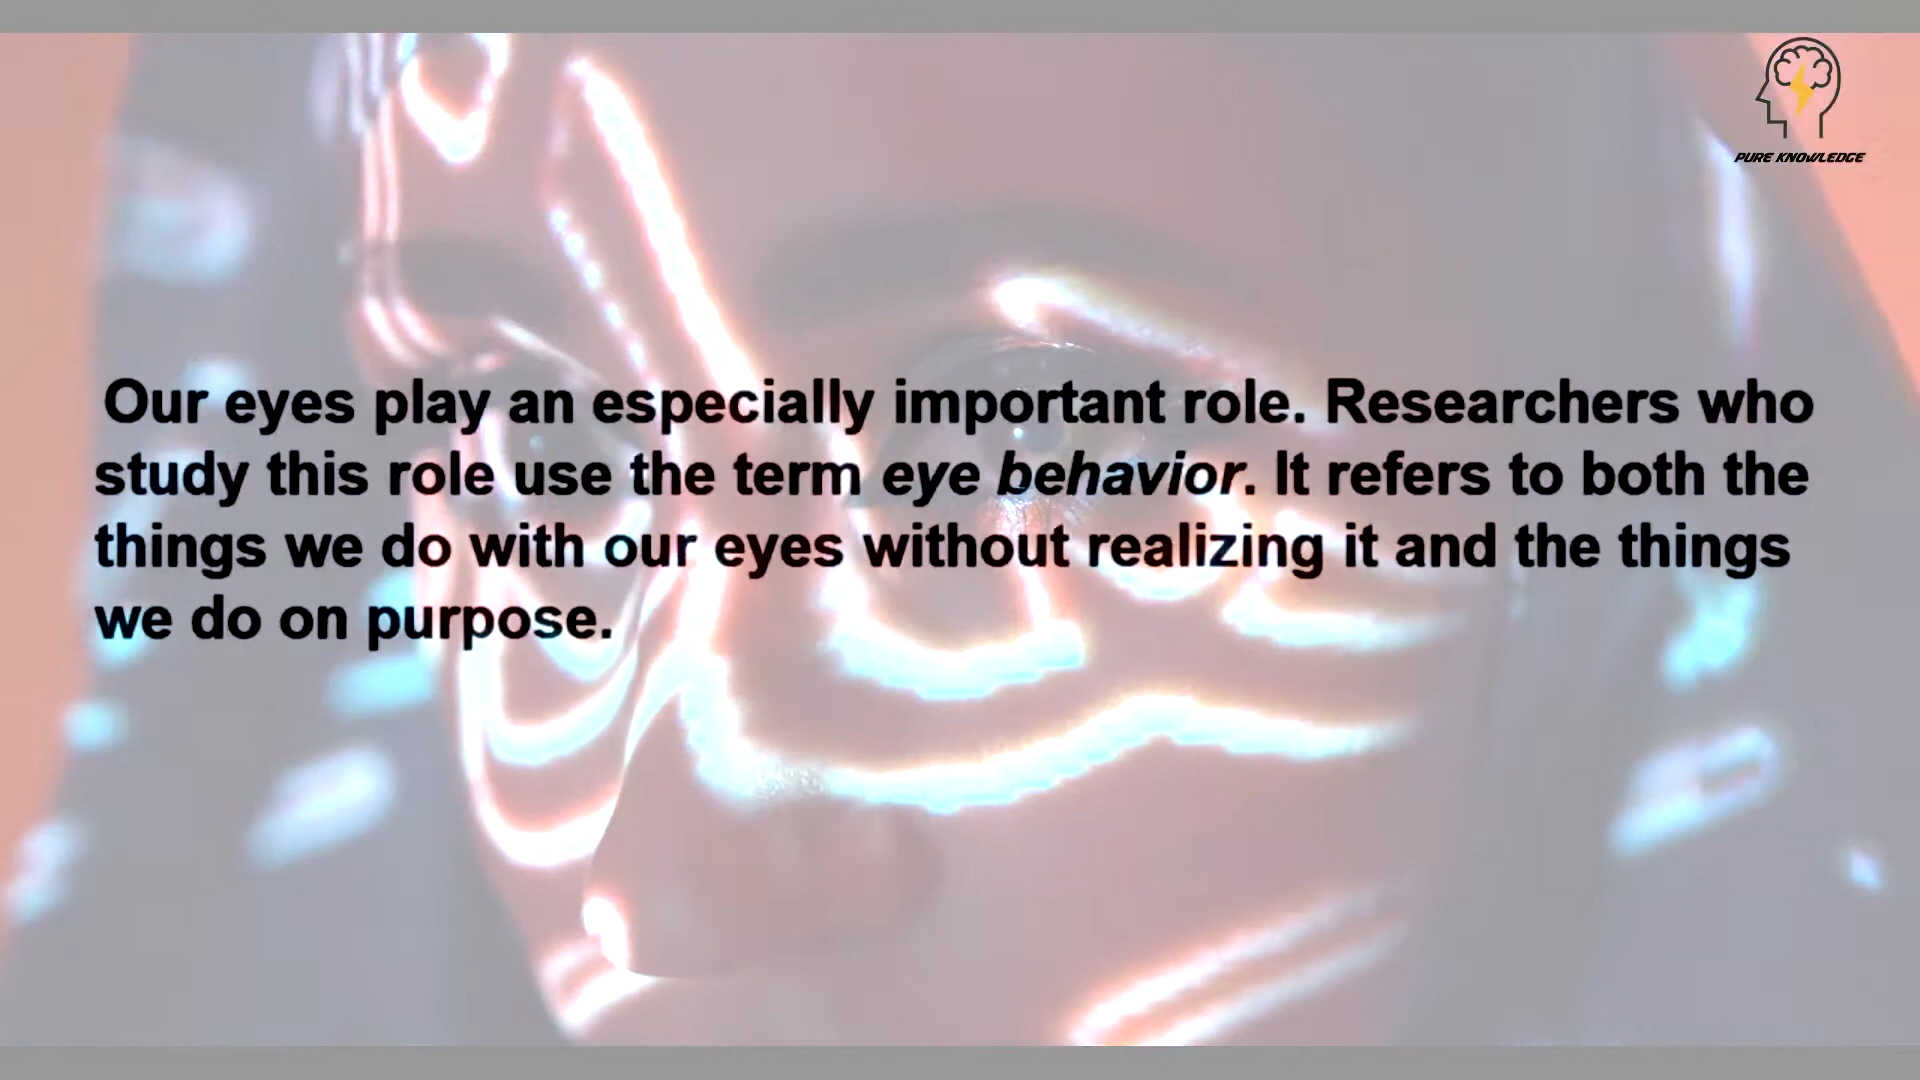 PURE KNOWLEDGE
Our eyes play an especially important role. Researchers who
study this role use the term eye behavior. It refers to both the
things we do with our eyes without realizing it and the things
we do on purpose.